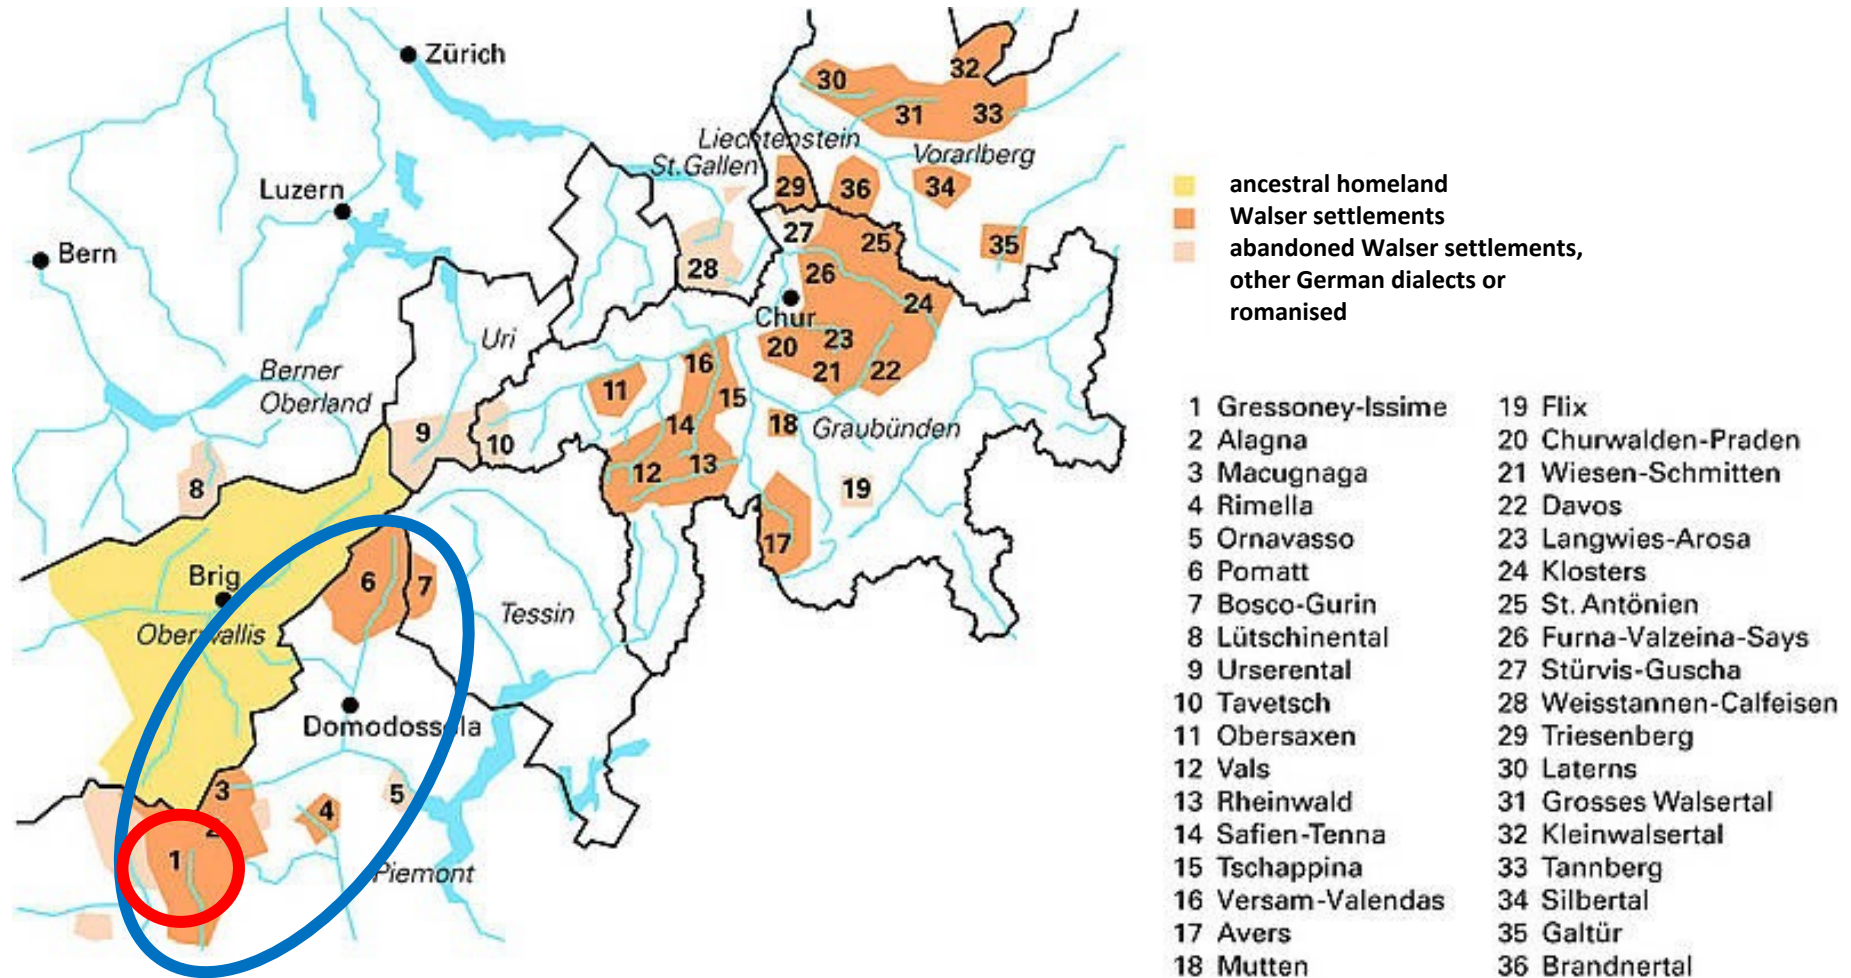 Zürich
32
30
31
33
Liechtenstein
St.Gallen
Vorarlberg
Luzern
29
36
34
Bern
27
25
35
28
26
24
Chur
Uri
23
20
16
21
22
Berner
Oberland
11
15
14
18
Graubünden
9
10
12
13
8
19
17
Brig
6
7
Oberwallis
Tessin
Domodossola
3
5
4
2
1
Piemont
ancestral homeland
Walser settlements
abandoned Walser settlements,
other German dialects or
romanised
1 Gressoney-Issime
2 Alagna
3 Macugnaga
4 Rimella
5 Ornavasso
6 Pomatt
7 Bosco-Gurin
8 Lütschinental
9 Urserental
10 Tavetsch
11 Obersaxen
12 Vals
13 Rheinwald
14 Safien-Tenna
15 Tschappina
16 Versam-Valendas
17 Avers
18 Mutten
19 Flix
20 Churwalden-Praden
21 Wiesen-Schmitten
22 Davos
23 Langwies-Arosa
24 Klosters
25 St. Antönien
26 Furna-Valzeina-Says
27 Stürvis-Guscha
28 Weisstannen-Calfeisen
29 Triesenberg
30 Laterns
31 Grosses Walsertal
32 Kleinwalsertal
33 Tannberg
34 Silbertal
35 Galtür
36 Brandnertal